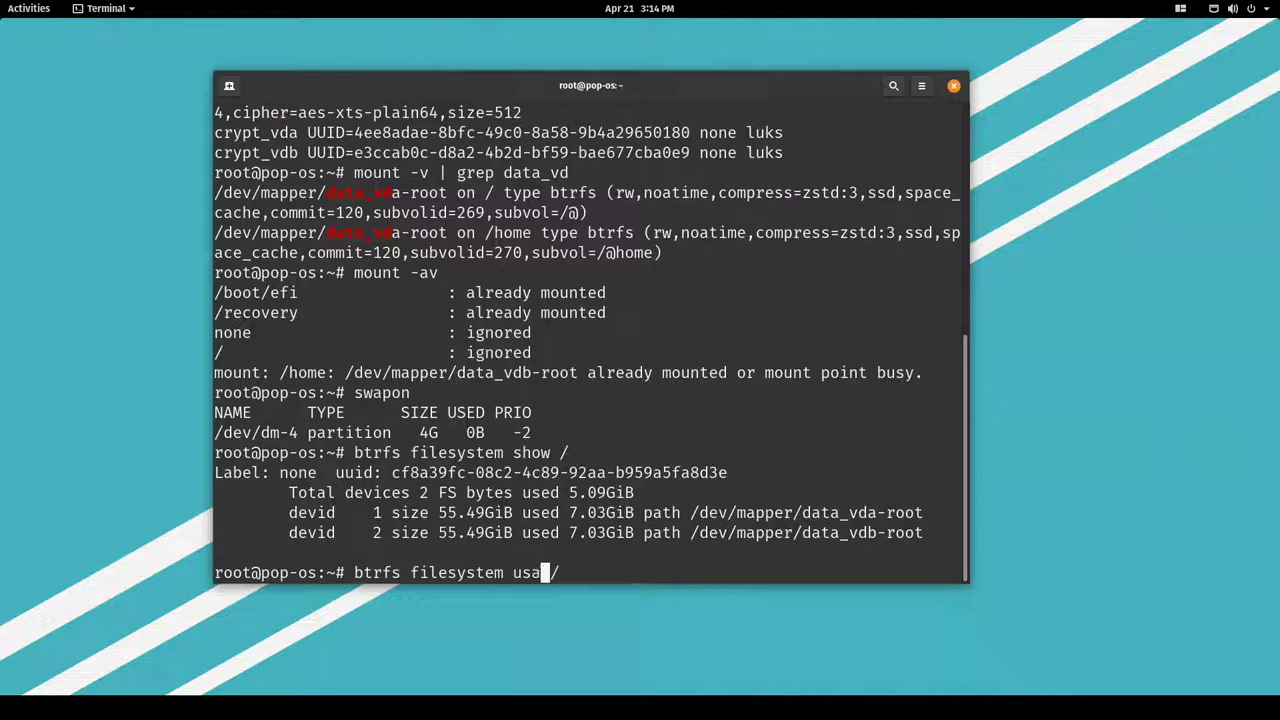 Activities
Terminal
Apr 21 3:14 PM
root@pop-os:~
4,cipher=aes-xts-plain64,size=512
crypt_vda UUID=4ee8adae-8bfc-49c0-8a58-9b4a29650180 none luks
crypt_vdb UUID=e3ccab0c-d8a2-4b2d-bf59-bae677cba0e9 none luks
root@pop-os:~# mount -v | grep data_vd
/dev/mapper/data_vda-root on / type btrfs (rw,noatime,compress=zstd:3,ssd,space_
cache,commit=120,subvolid=269,subvol=/@)
/dev/mapper/data_vda-root on /home type btrfs (rw,noatime,compress=zstd:3,ssd,sp
ace_cache,commit=120,subvolid=270,subvol=/@home)
root@pop-os:~# mount -av
/boot/efi                : already mounted
/recovery                : already mounted
none                     : ignored
/                        : ignored
mount: /home: /dev/mapper/data_vdb-root already mounted or mount point busy.
root@pop-os:~# swapon
NAME      TYPE      SIZE USED PRIO
/dev/dm-4 partition   4G   0B   -2
root@pop-os:~# btrfs filesystem show /
Label: none  uuid: cf8a39fc-08c2-4c89-92aa-b959a5fa8d3e
        Total devices 2 FS bytes used 5.09GiB
        devid    1 size 55.49GiB used 7.03GiB path /dev/mapper/data_vda-root
        devid    2 size 55.49GiB used 7.03GiB path /dev/mapper/data_vdb-root
root@pop-os:~# btrfs filesystem usa /